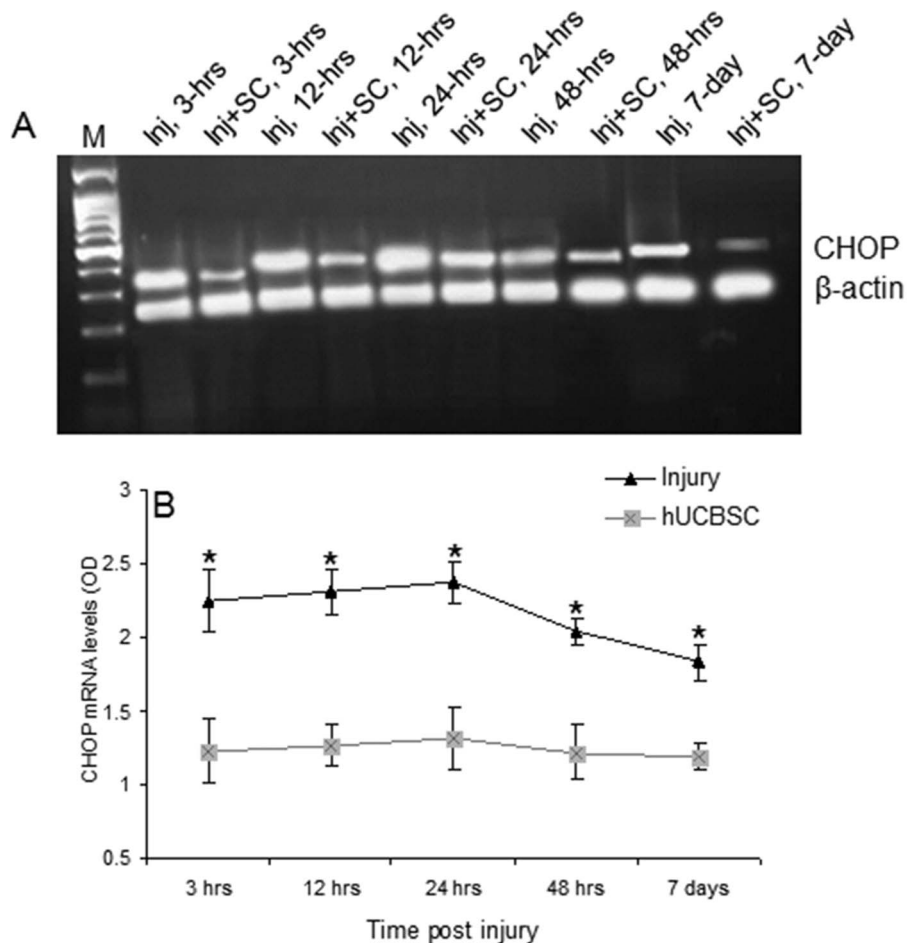 A
M
Inj, 3-hrs
Inj+SC, 3-hrs
Inj, 12-hrs
Inj+SC, 12-hrs
Inj, 24-hrs
Inj+SC, 24-hrs
Inj, 48-hrs
Inj+SC, 48-hrs
Inj, 7-day
Inj+SC, 7-day
CHOP
β-actin
B
Injury
hUCBSC
CHOP mRNA levels (OD
3
2.5
2
1.5
1
0.5
* * * * *
3 hrs 12 hrs 24 hrs 48 hrs 7 days
Time post injury